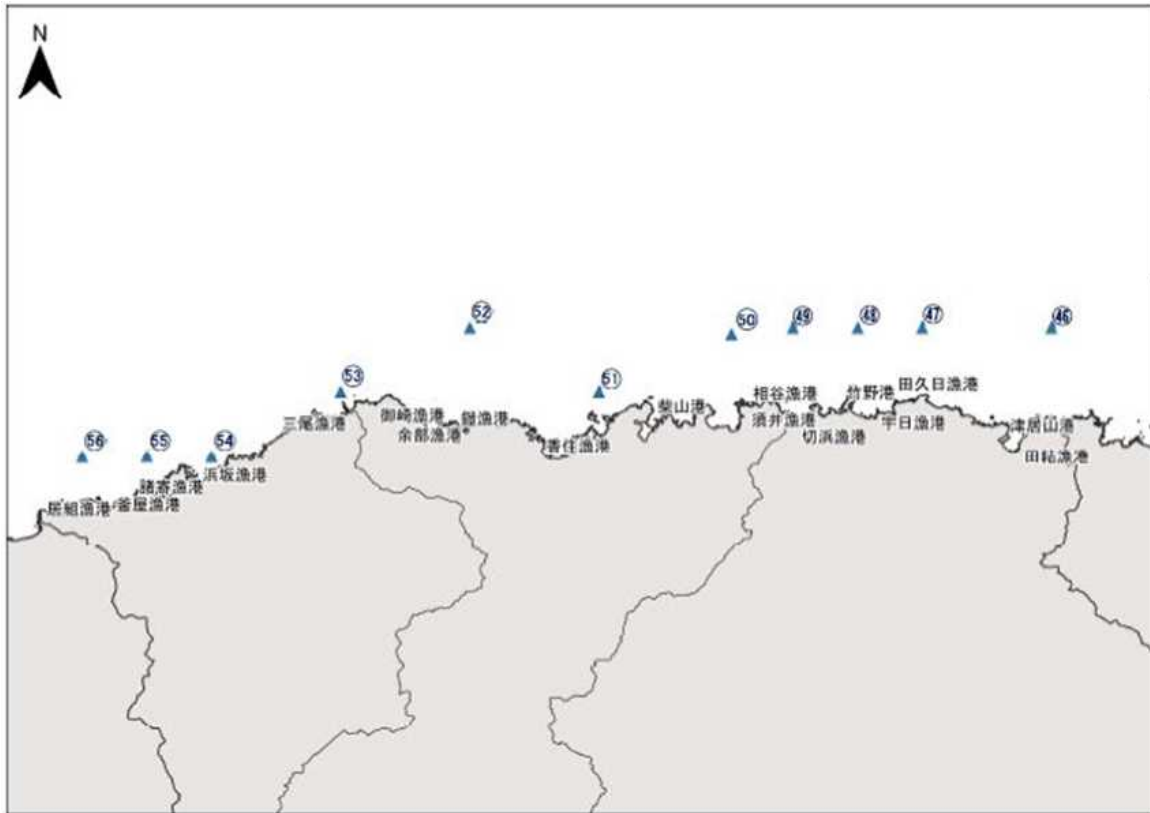 N
52
50
49
48
47
46
53
51
相谷漁港
竹野港
田久日漁港
柴山港
三尾漁港
御崎漁港
鎧漁港
余部漁港
香住漁港
須井漁港
切浜漁港
宇日漁港
津居山港
田結漁港
56
55
54
浜坂漁港
諸寄漁港
居組漁港
釜屋漁港